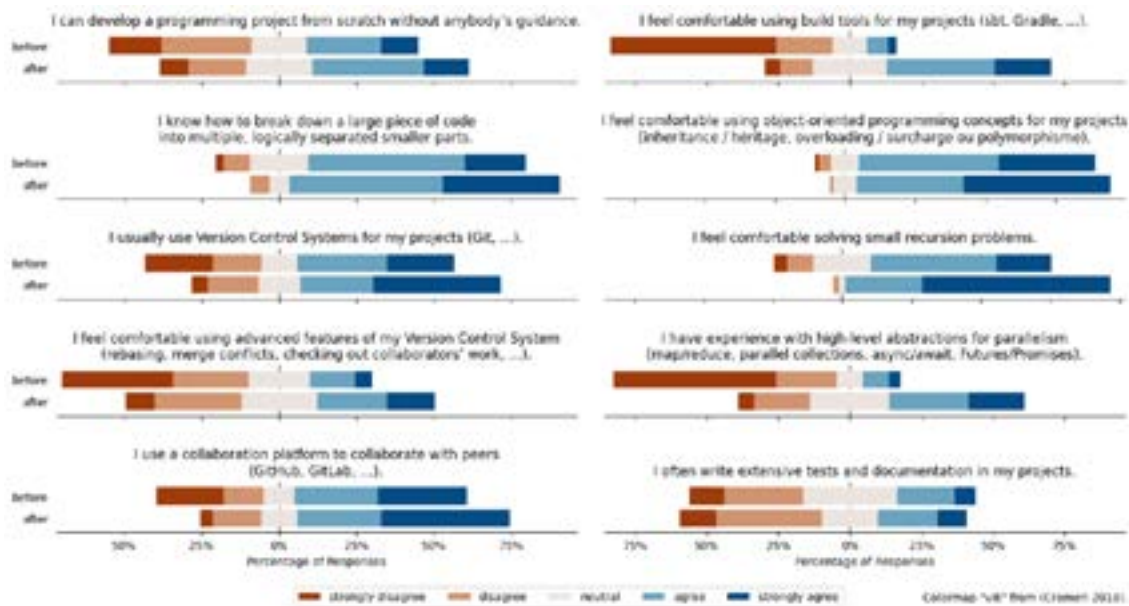 I can develop a programming project from scratch without anybody's guidance.
before
after
I feel comfortable using build tools for my projects (sbt, Gradle, ...).
I know how to break down a large piece of code
into multiple, logically separated smaller parts.
before
after
I feel comfortable using object-oriented programming concepts for my projects
(inheritance / héritage, overloading / surcharge ou polymorphisme).
I usually use Version Control Systems for my projects (Git, ...).
before
after
I feel comfortable solving small recursion problems.
I feel comfortable using advanced features of my Version Control System
(rebasing, merge conflicts, checking out collaborators' work, ...).
before
after
I have experience with high-level abstractions for parallelism
(map/reduce, parallel collections, async/await, Futures/Promises).
I use a collaboration platform to collaborate with peers
(GitHub, GitLab, ...).
before
after
50% 25% 0% 25% 50% 75%
Percentage of Responses
I often write extensive tests and documentation in my projects.
75% 50% 25% 0% 25% 50% 75%
Percentage of Responses
strongly disagree disagree neutral agree strongly agree
Colormap "vik" from (Crameri 2018).